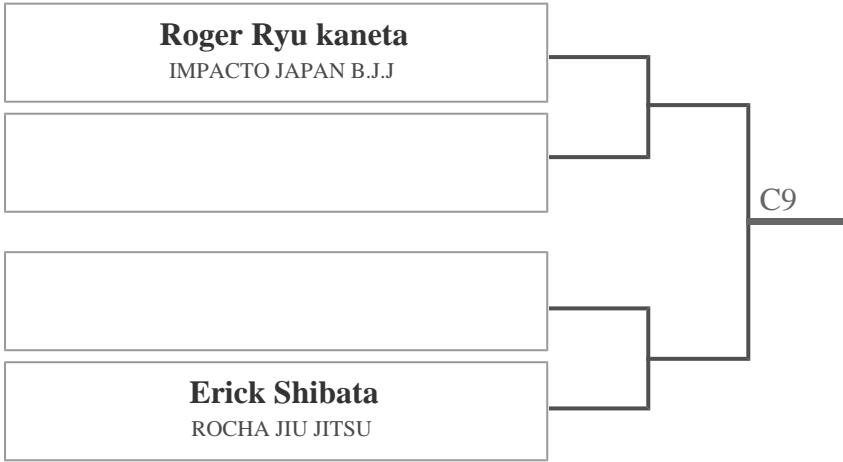 Roger Ryu kaneta
IMPACTO JAPAN B.J.J
C9
Erick Shibata
ROCHA JIU JITSU